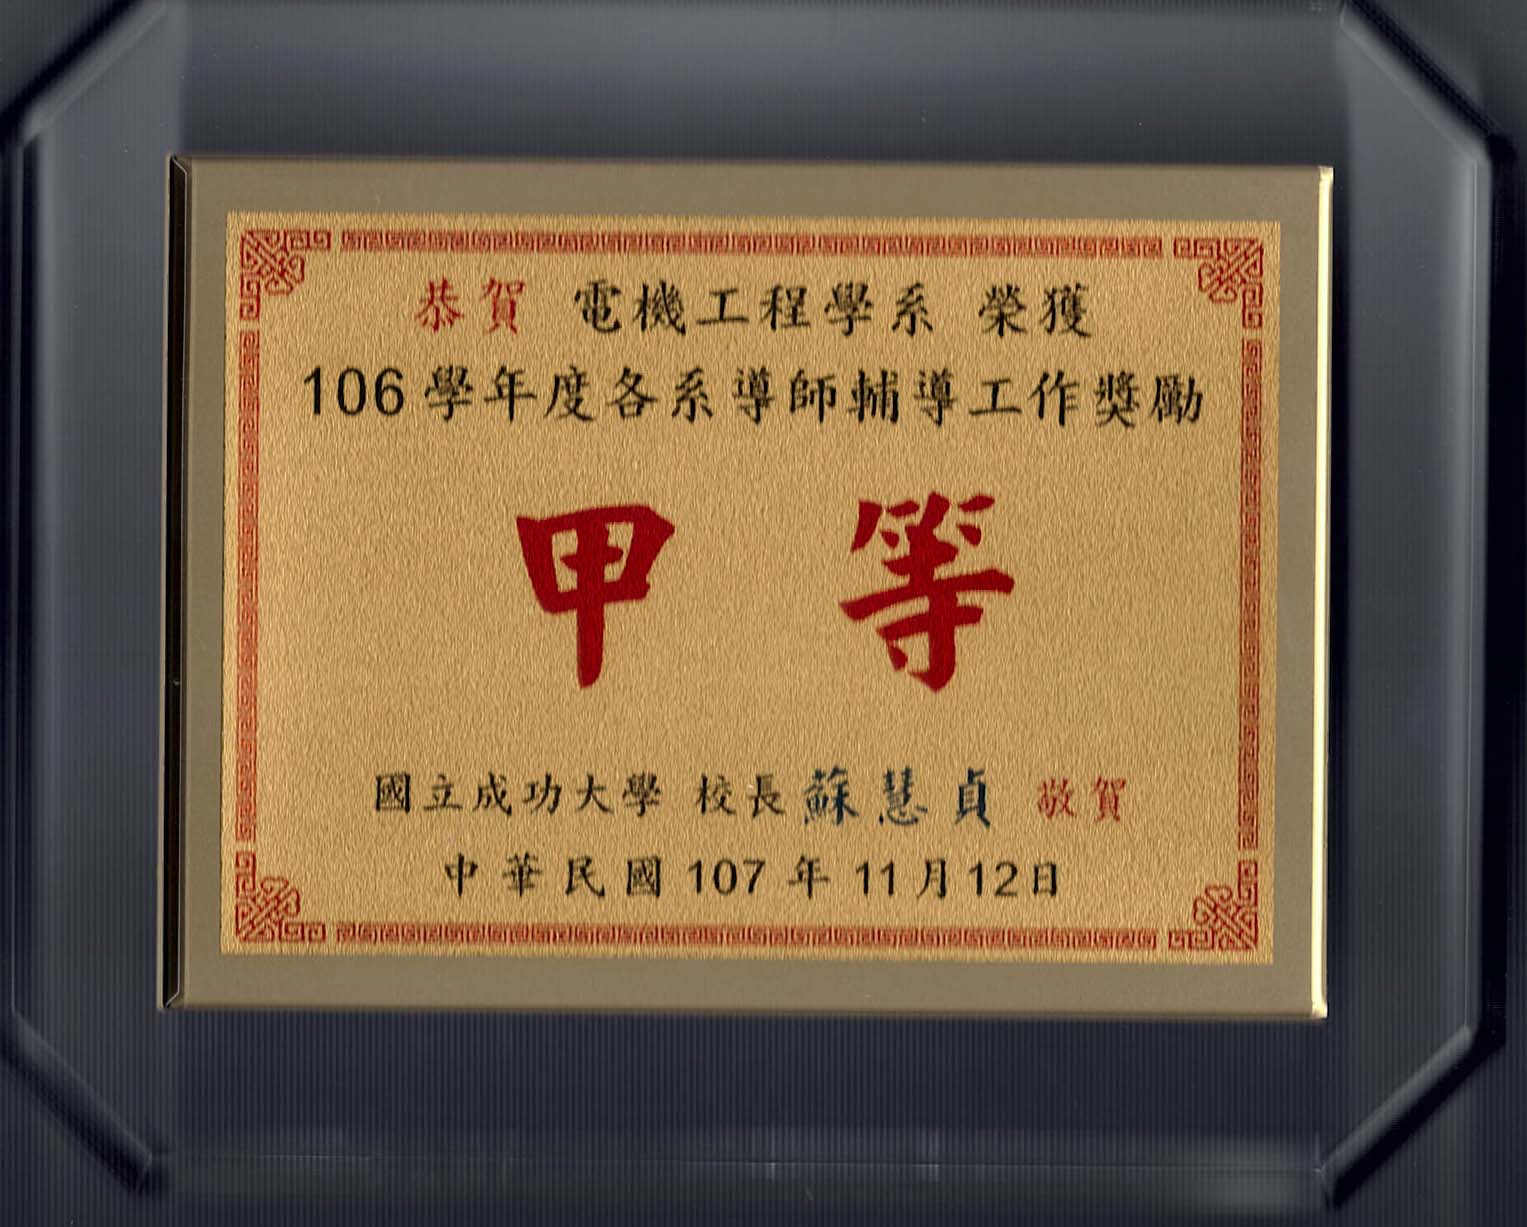 恭賀 電機工程學系 榮獲
106學年度各系導師輔導工作獎勵
甲等
國立成功大學 校長 蘇慧貞 敬賀
中華民國107年11月12日